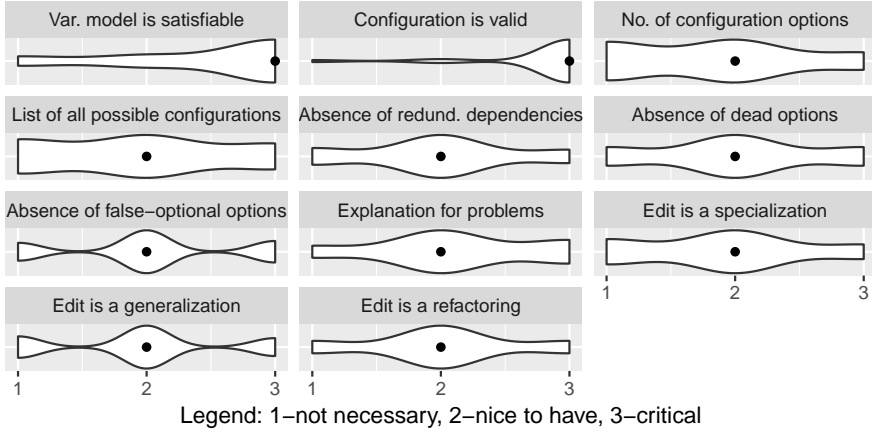 Var. model is satisfiable
Configuration is valid
No. of configuration options
List of all possible configurations
Absence of redund. dependencies
Absence of dead options
Absence of false−optional options
Explanation for problems
Edit is a specialization
1 2 3
Edit is a generalization
Edit is a refactoring
1 2 3
1 2 3
Legend: 1−not necessary, 2−nice to have, 3−critical